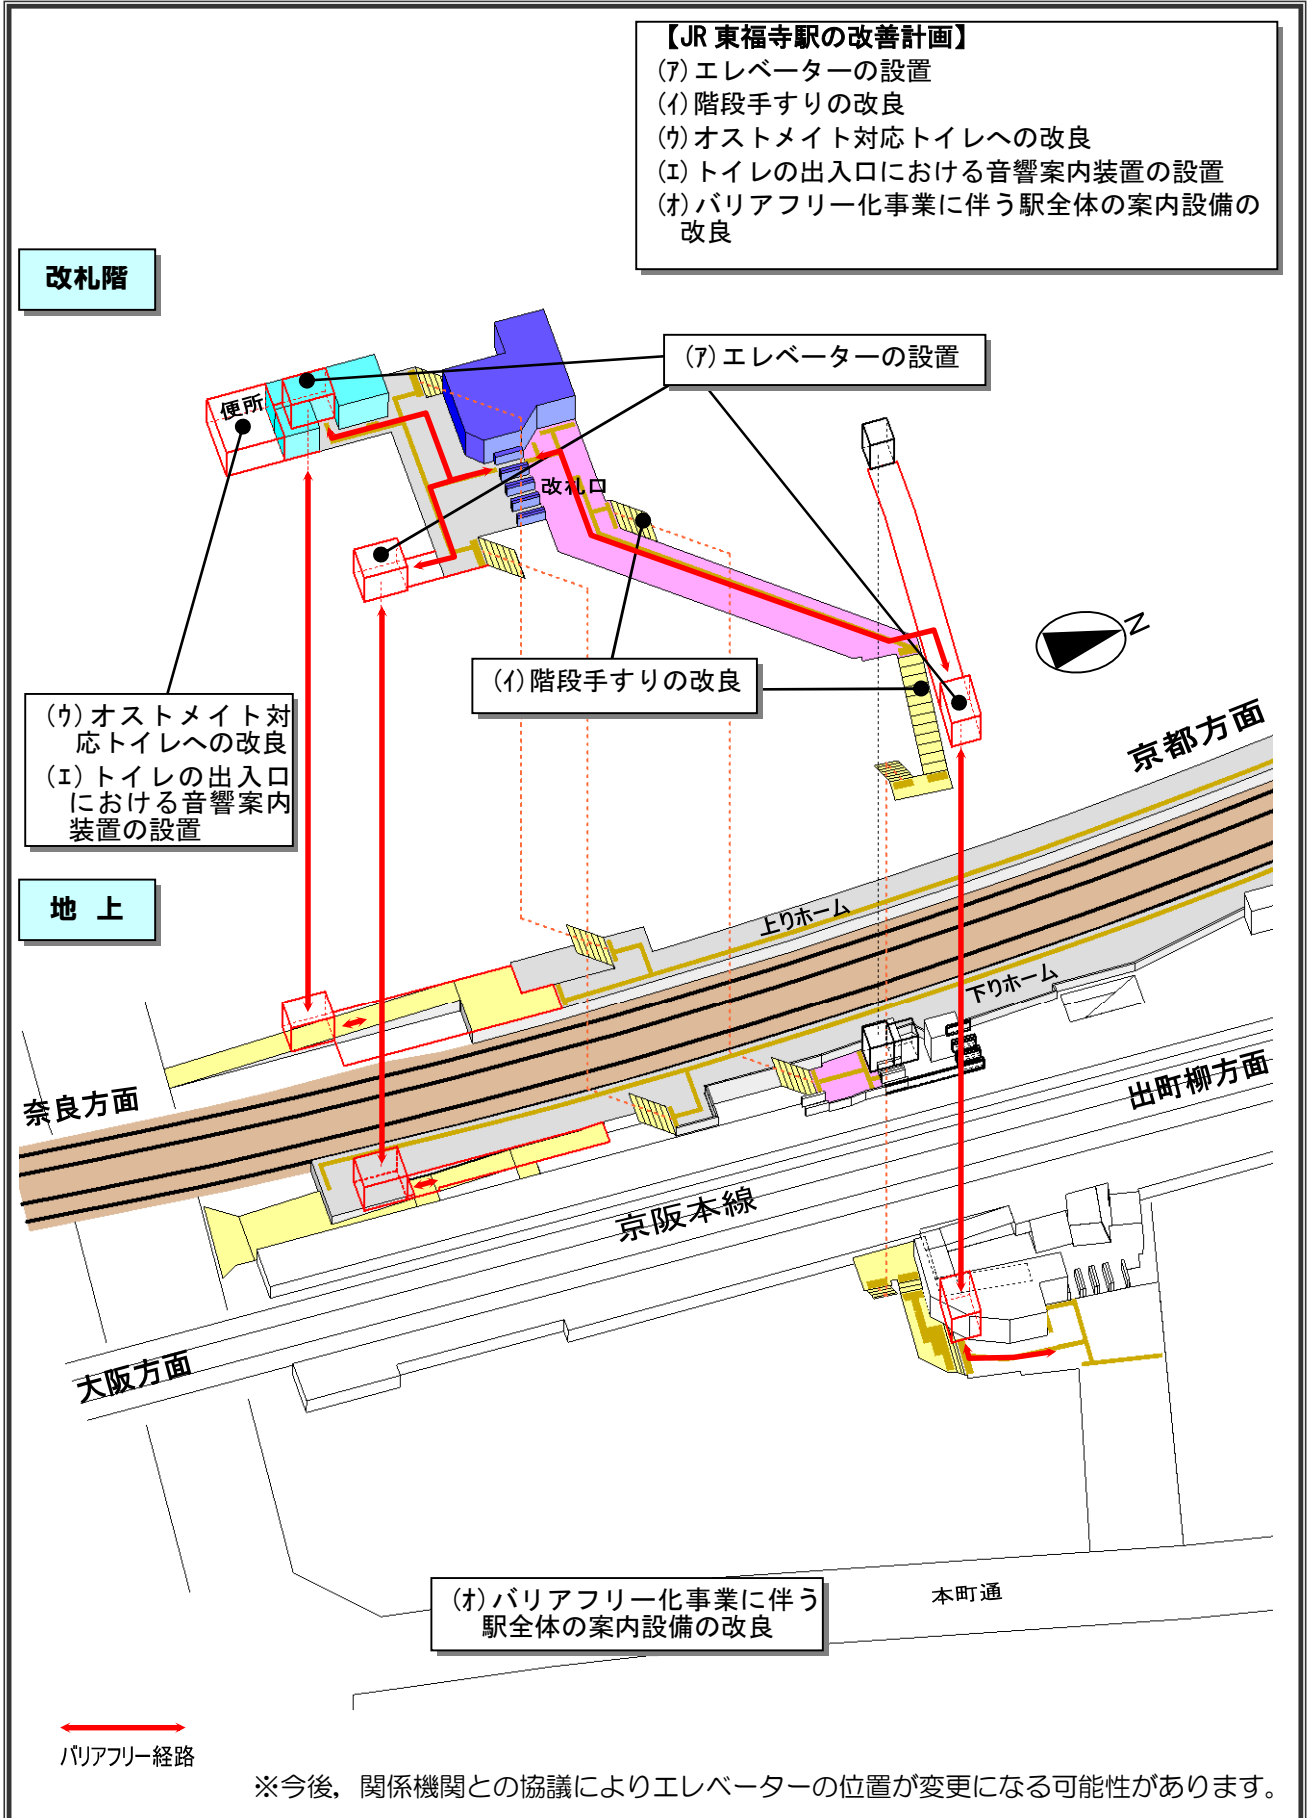 【JR東福寺駅の改善計画】
(ｱ)エレベーターの設置
(ｲ)階段手すりの改良
(ｳ)オストメイト対応トイレへの改良
(ｴ)トイレの出入口における音響案内装置の設置
(ｵ)バリアフリー化事業に伴う駅全体の案内設備の
改良
改札階
(ｱ)エレベーターの設置
便所
改札口
N
(ｲ)階段手すりの改良
(ｳ)オストメイト対
応トイレへの改良
(ｴ)トイレの出入口
における音響案内
装置の設置
京都方面
地 上
上りホーム
下りホーム
奈良方面
出町柳方面
京阪本線
大阪方面
(ｵ)バリアフリー化事業に伴う
駅全体の案内設備の改良
本町通
バリアフリー経路
※今後，関係機関との協議によりエレベーターの位置が変更になる可能性があります。